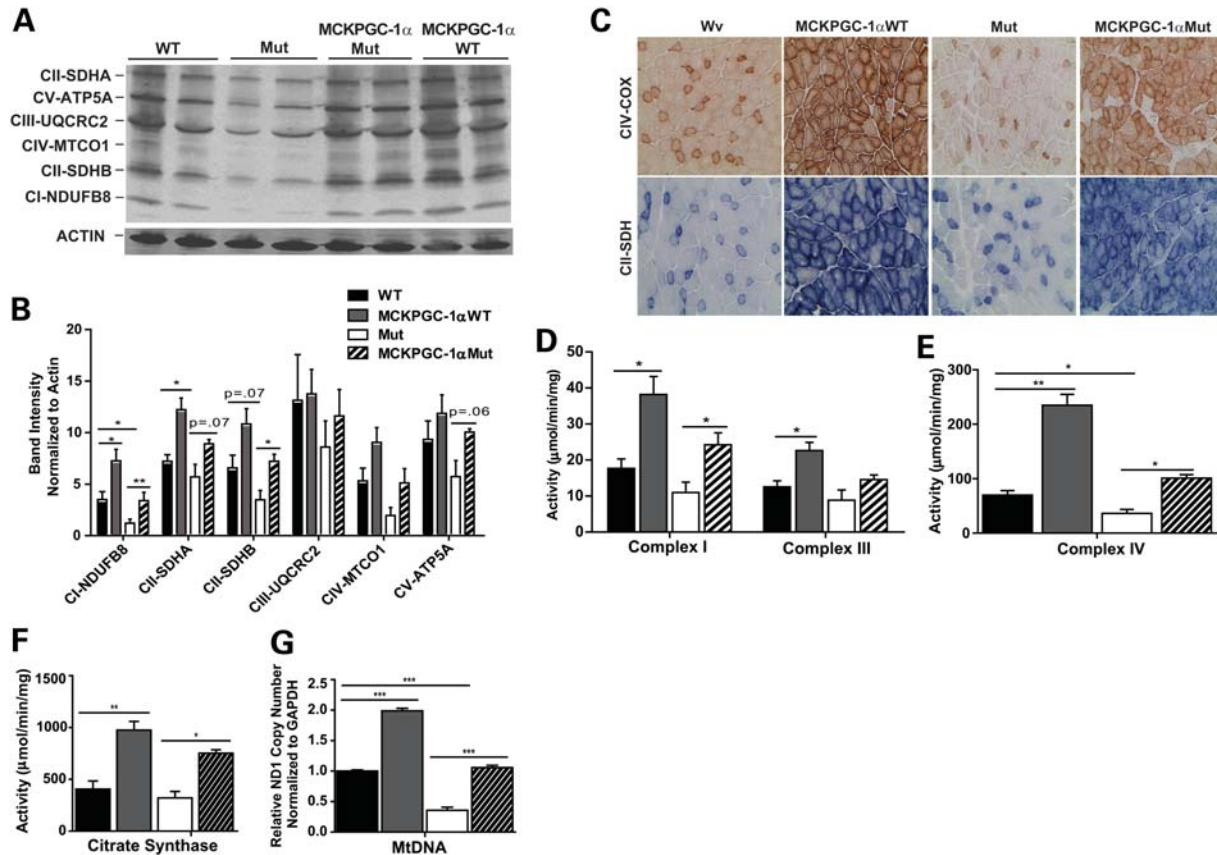 A
WT
Mut
MCKPGC-1α
Mut
MCKPGC-1α
WT
CII-SDHA
CV-ATP5A
CIII-UQCRC2
CIV-MTCO1
CII-SDHB
CI-NDUFB8
ACTIN
C
Wv
MCKPGC-1αWT
Mut
MCKPGC-1αMut
CIV-COX
CII-SDH
B
WT
MCKPGC-1αWT
Mut
MCKPGC-1αMut
Band Intensity
Normalized to Actin
20
15
10
5
0
*
*
**
*
p=.07
p=.07
*
p=.06
CI-NDUFB8
CII-SDHA
CII-SDHB
CIII-UQCRC2
CIV-MTCO1
CV-ATP5A
D
Activity (μmol/min/mg)
50
40
30
20
10
0
*
*
*
Complex I
Complex III
E
Activity (μmol/min/mg)
300
200
100
0
*
**
*
Complex IV
F
Activity (μmol/min/mg)
1500
1000
500
0
**
*
Citrate Synthase
G
Relative ND1 Copy Number
Normalized to GAPDH
2.5
2.0
1.5
1.0
0.5
0.0
***
***
***
MtDNA